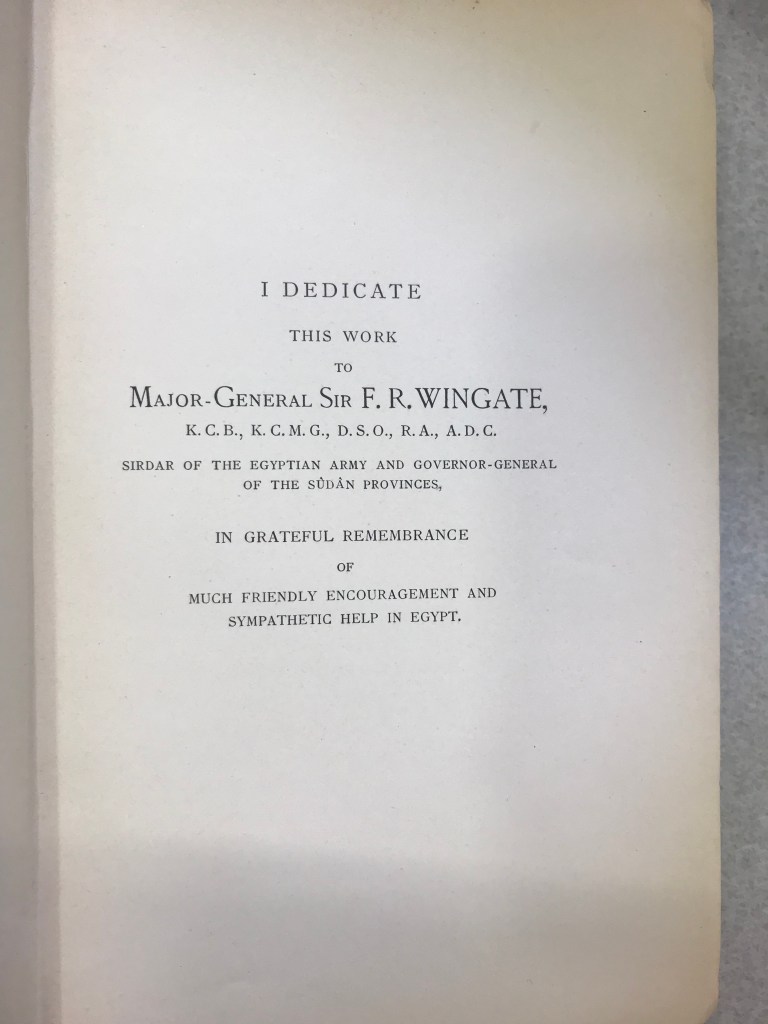 I DEDICATE
THIS WORK
TO
MAJOR-GENERAL SIR F. R. WINGATE,
K. C. B., K. C. M. G., D. S. O., R. A., A. D. C.
SIRDAR OF THE EGYPTIAN ARMY AND GOVERNOR-GENERAL
OF THE SÛDÂN PROVINCES,
IN GRATEFUL REMEMBRANCE
OF
MUCH FRIENDLY ENCOURAGEMENT AND
SYMPATHETIC HELP IN EGYPT.